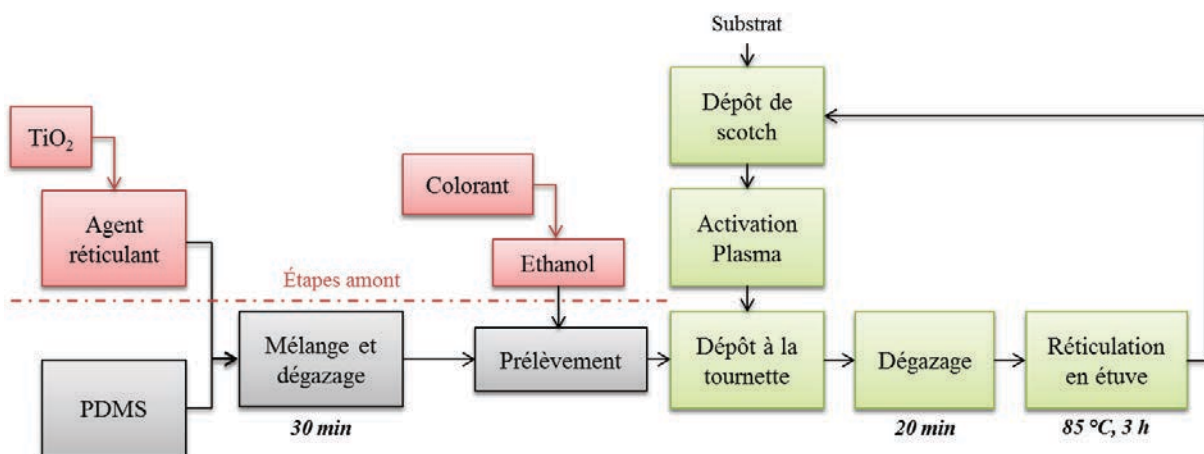 Substrat
Dépôt de
scotch
TiO₂
Colorant
Agent
réticulant
Activation
Plasma
Ethanol
Étapes amont
Mélange et
dégazage
Prélèvement
Dépôt à la
tournette
Dégazage
Réticulation
en étuve
PDMS
30 min
20 min
85 °C, 3 h